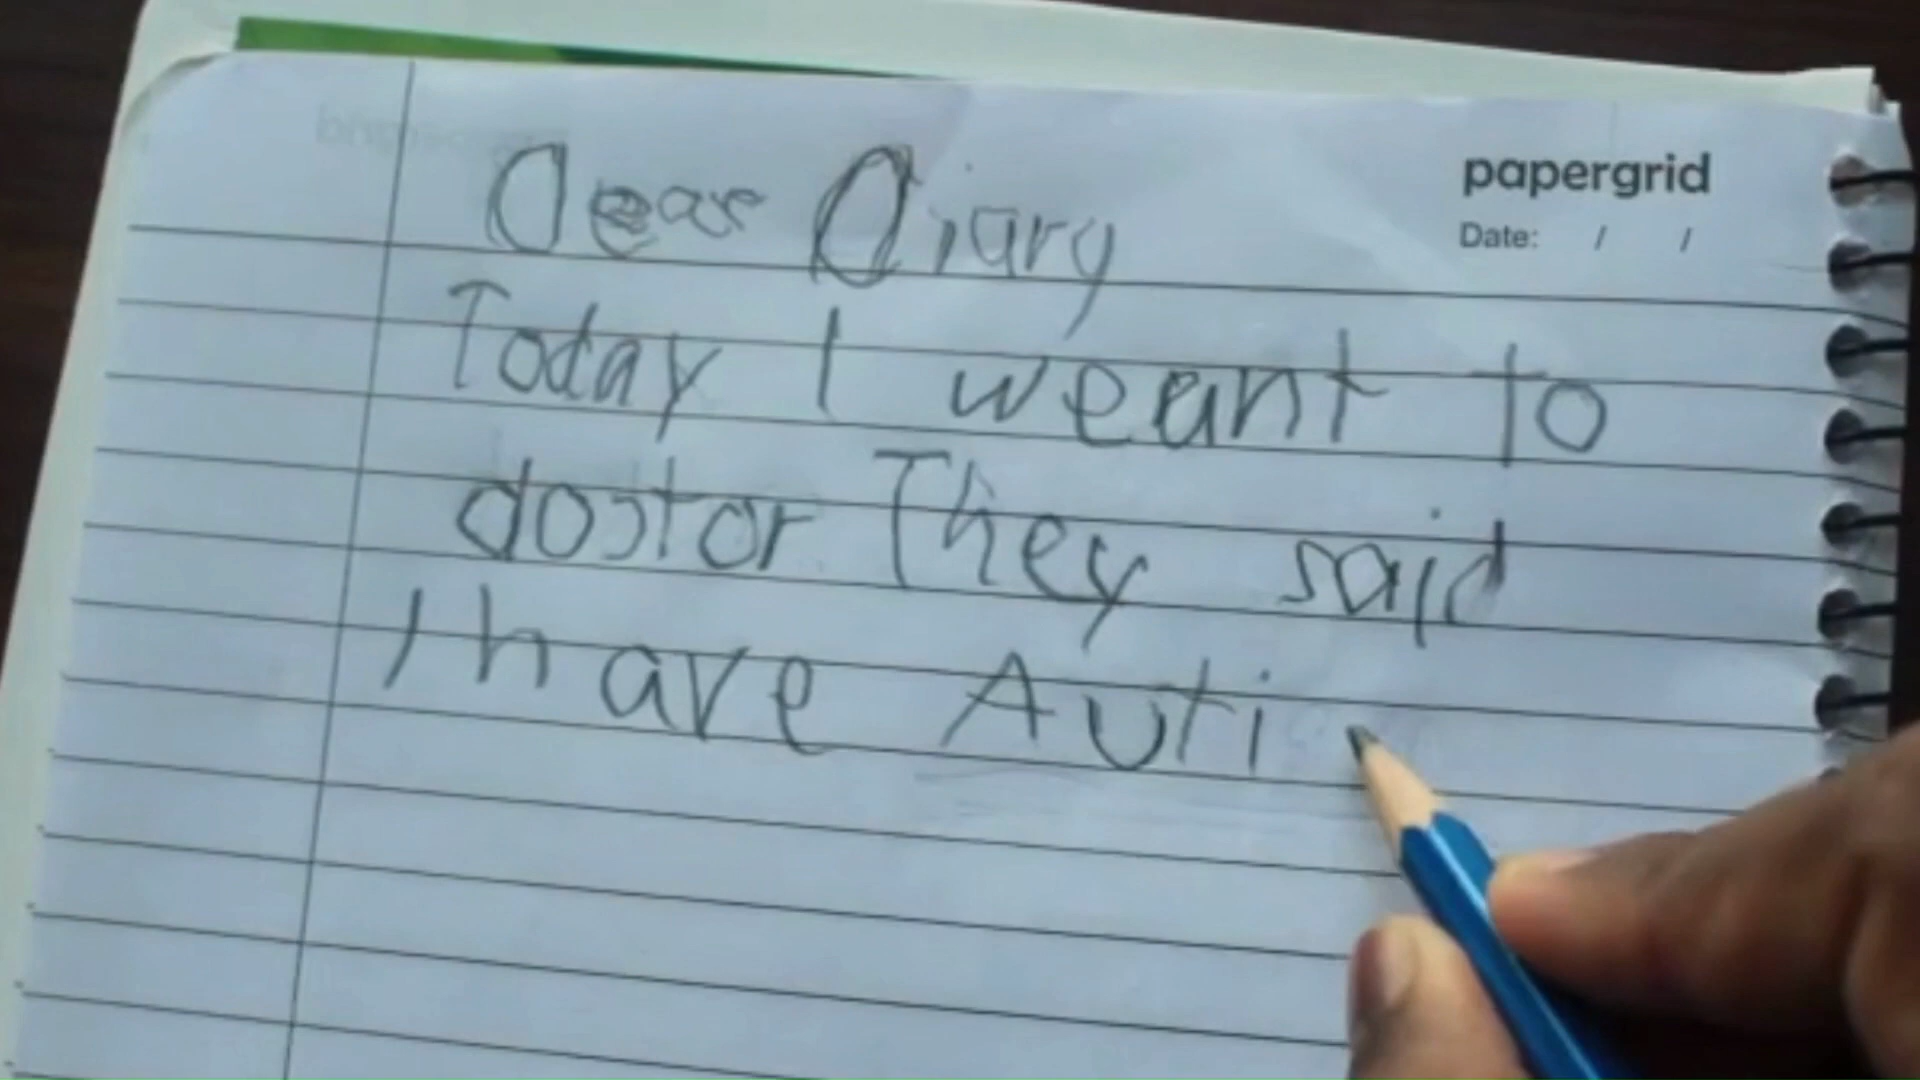 Dear Diary
papergrid
Date: / /
Today I weant to
dostor They said
I have Auti